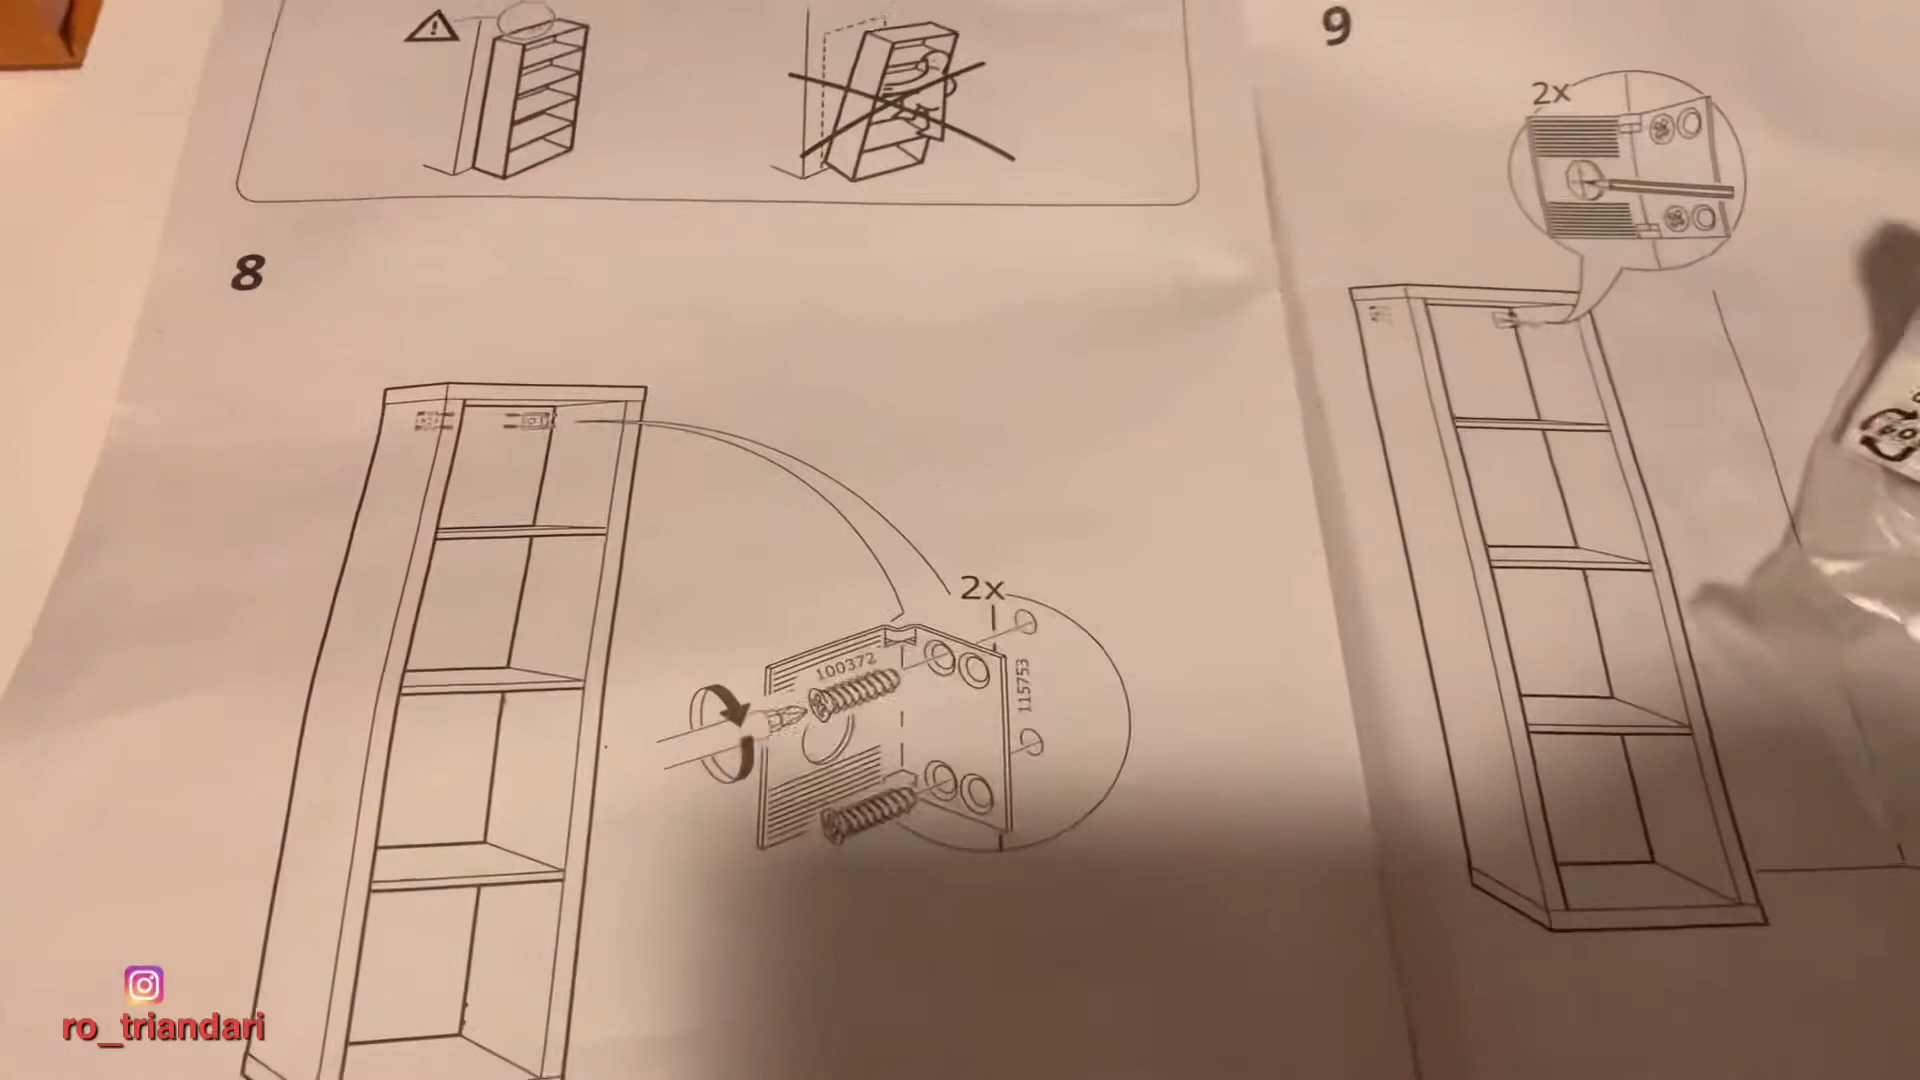 8
2x
100372
115753
9
2x
ro_triandari